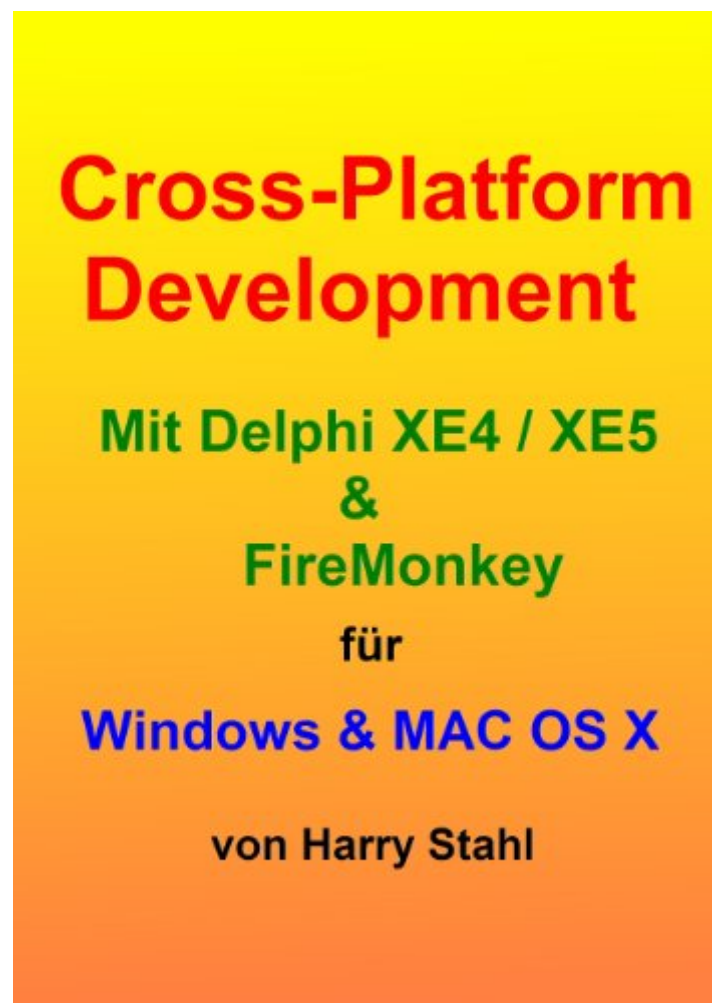 Cross-Platform
Development
Mit Delphi XE4 / XE5
&
FireMonkey
für
Windows & MAC OS X
von Harry Stahl